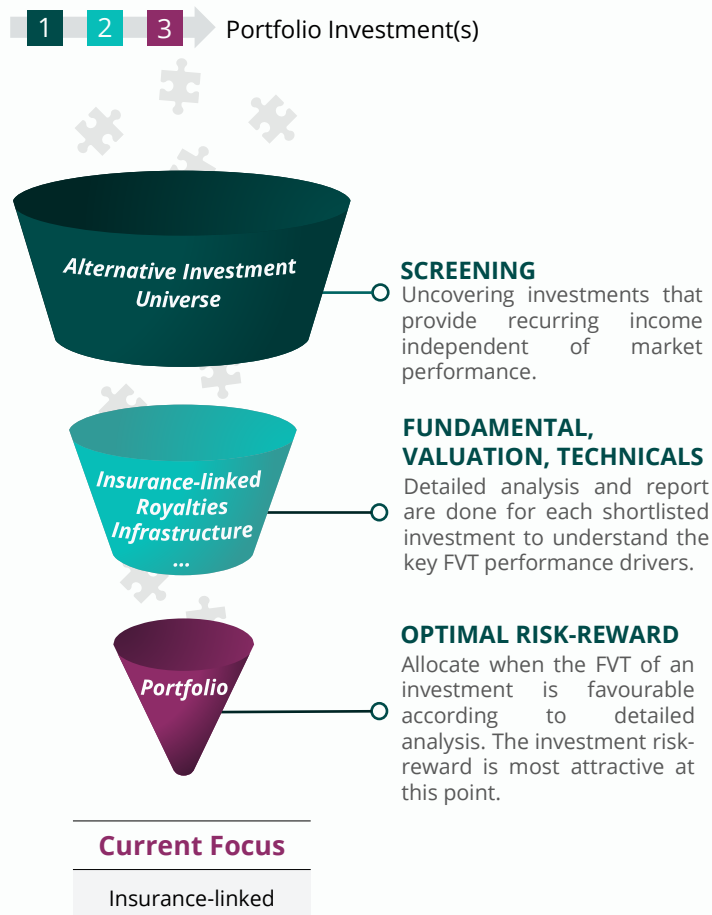 1 2 3 Portfolio Investment(s)
Alternative Investment
Universe
SCREENING
Uncovering investments that
provide recurring income
independent of market
performance.
Insurance-linked
Royalties
Infrastructure
...
FUNDAMENTAL,
VALUATION, TECHNICALS
Detailed analysis and report
are done for each shortlisted
investment to understand the
key FVT performance drivers.
Portfolio
OPTIMAL RISK-REWARD
Allocate when the FVT of an
investment is favourable
according to detailed
analysis. The investment risk-
reward is most attractive at
this point.
Current Focus
Insurance-linked